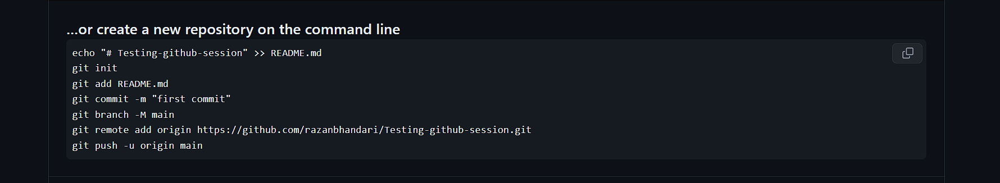 ...or create a new repository on the command line
echo "# Testing-github-session" >> README.md
git init
git add README.md
git commit -m "first commit"
git branch -M main
git remote add origin https://github.com/razanbhandari/Testing-github-session.git
git push -u origin main